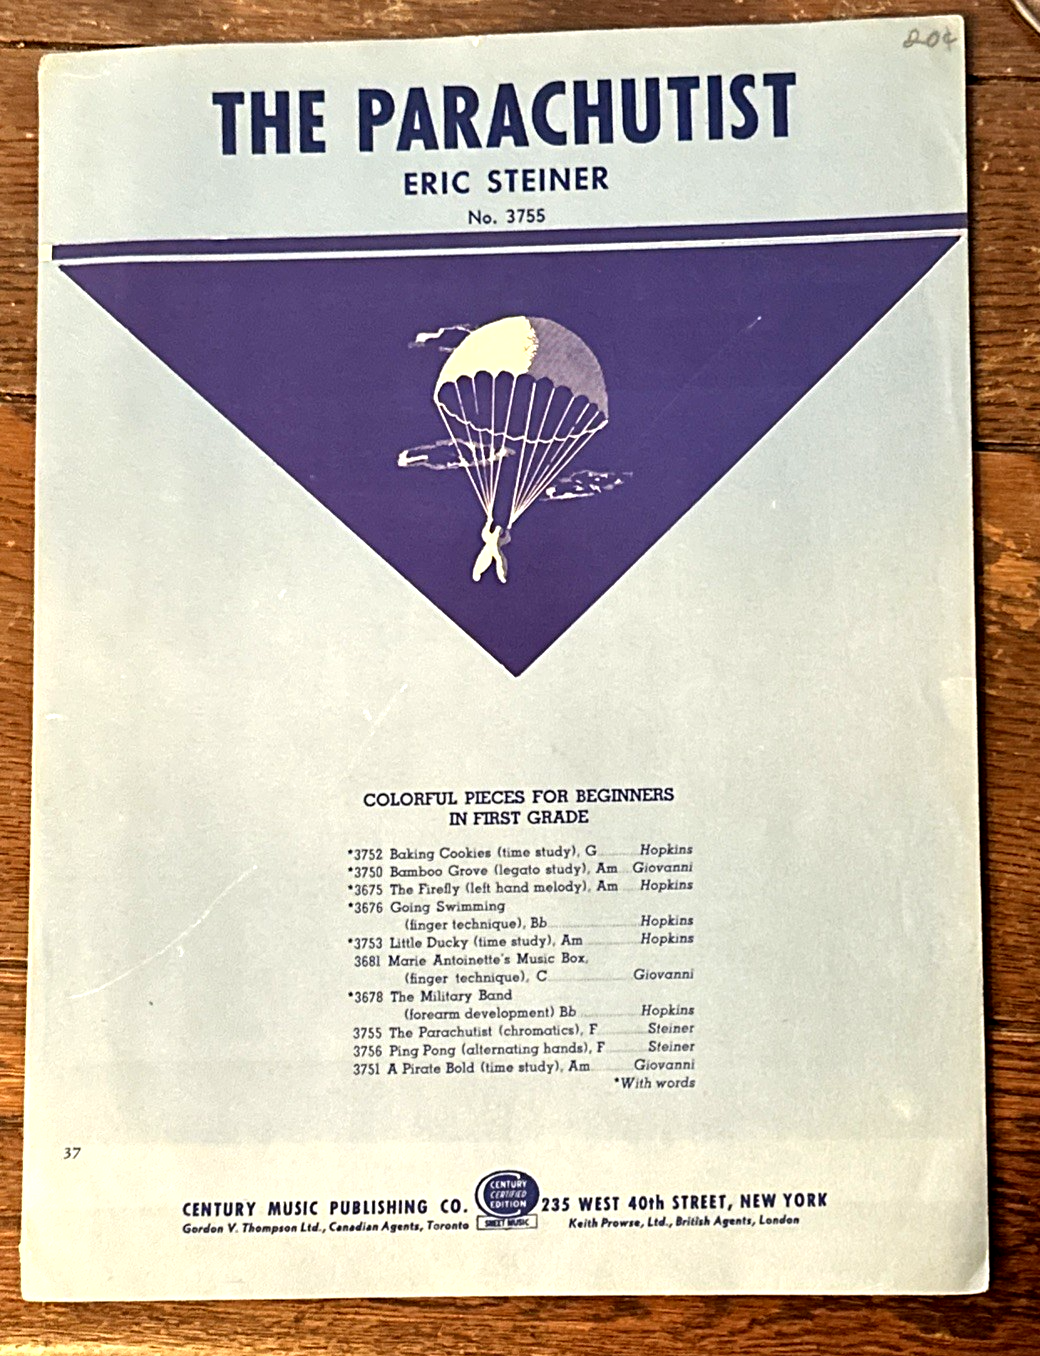 20¢
THE PARACHUTIST
ERIC STEINER
No. 3755
COLORFUL PIECES FOR BEGINNERS
IN FIRST GRADE
*3752 Baking Cookies (time study), G Hopkins
*3750 Bamboo Grove (legato study), Am Giovanni
*3675 The Firefly (left hand melody), Am Hopkins
*3676 Going Swimming
(finger technique), Bb Hopkins
*3753 Little Ducky (time study), Am Hopkins
3681 Marie Antoinette's Music Box,
(finger technique), C Giovanni
*3678 The Military Band
(forearm development) Bb Hopkins
3755 The Parachutist (chromatics), F Steiner
3756 Ping Pong (alternating hands), F Steiner
3751 A Pirate Bold (time study), Am Giovanni
*With words
37
CENTURY MUSIC PUBLISHING CO.
Gordon V. Thompson Ltd., Canadian Agents, Toronto
CENTURY
CERTIFIED
EDITION
SHEET MUSIC
235 WEST 40th STREET, NEW YORK
Keith Prowse, Ltd., British Agents, London